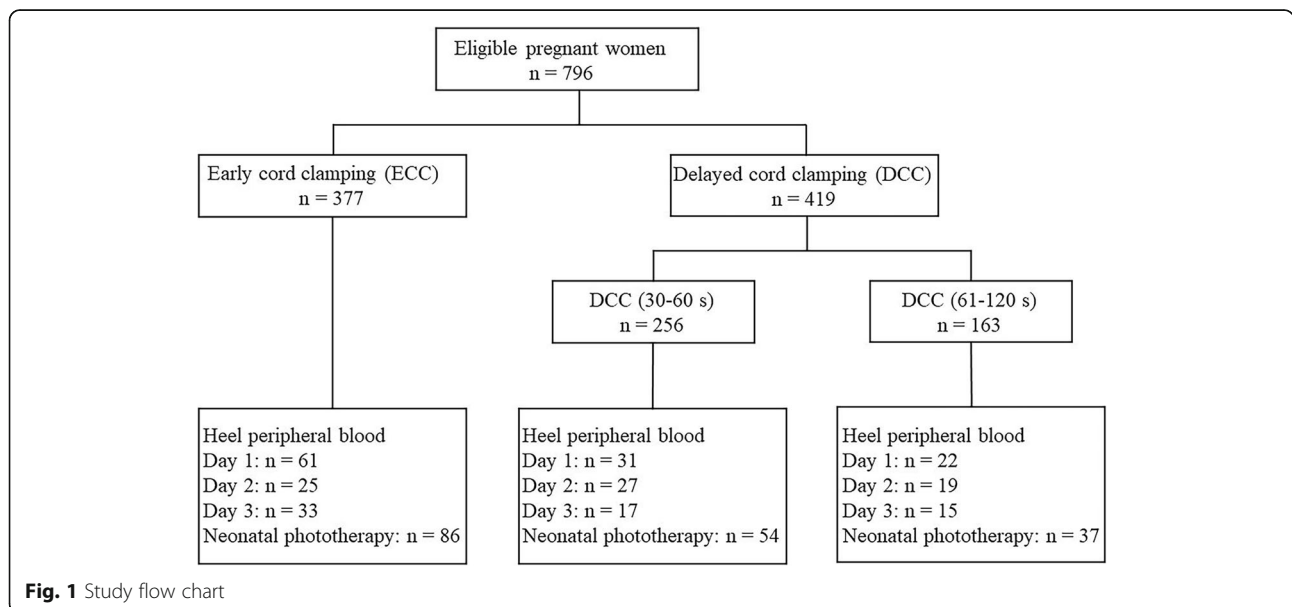 Eligible pregnant women
n = 796
Early cord clamping (ECC)
n = 377
Delayed cord clamping (DCC)
n = 419
DCC (30-60 s)
n = 256
DCC (61-120 s)
n = 163
Heel peripheral blood
Day 1: n = 61
Day 2: n = 25
Day 3: n = 33
Neonatal phototherapy: n = 86
Heel peripheral blood
Day 1: n = 31
Day 2: n = 27
Day 3: n = 17
Neonatal phototherapy: n = 54
Heel peripheral blood
Day 1: n = 22
Day 2: n = 19
Day 3: n = 15
Neonatal phototherapy: n = 37
Fig. 1 Study flow chart